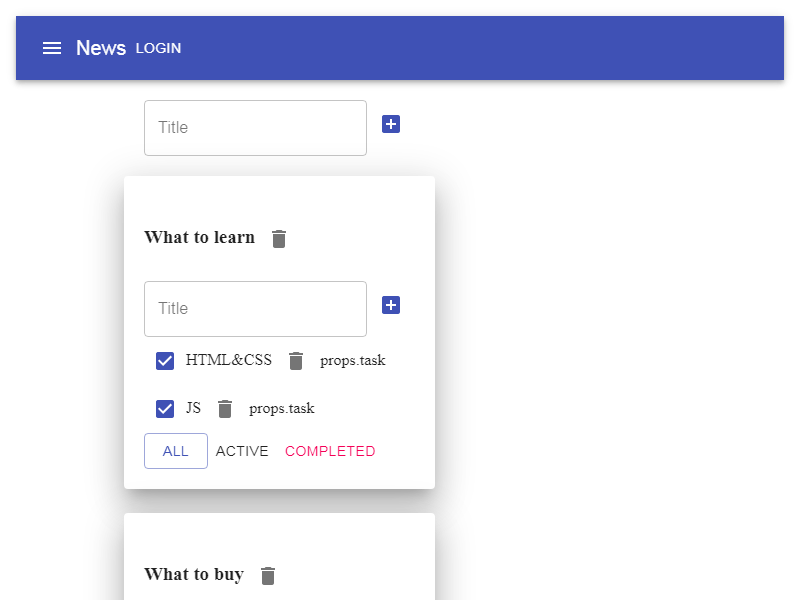 News LOGIN
Title
What to learn
Title
HTML&CSS props.task
JS props.task
ALL ACTIVE COMPLETED
What to buy